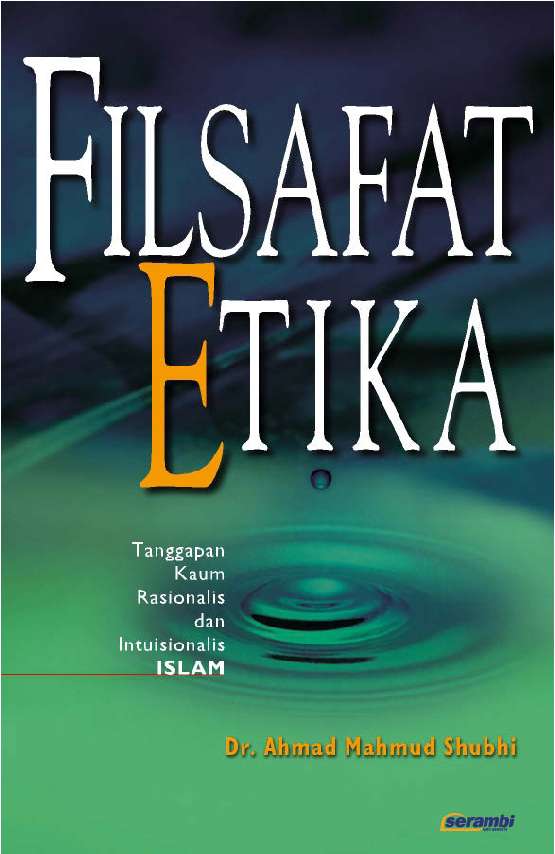 FILSAFAT
ETIKA
Tanggapan
Kaum
Rasionalis
dan
Intuisionalis
ISLAM
Dr. Ahmad Mahmud Shubhi
serambi